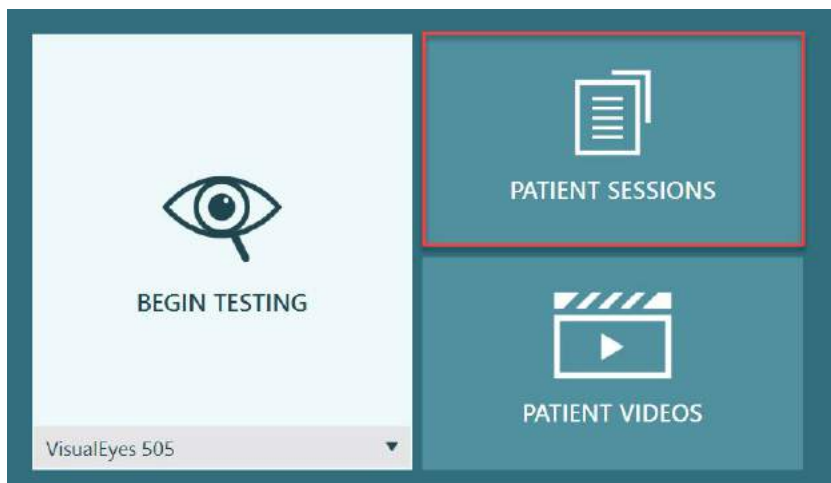 BEGIN TESTING
VisualEyes 505
PATIENT SESSIONS
PATIENT VIDEOS